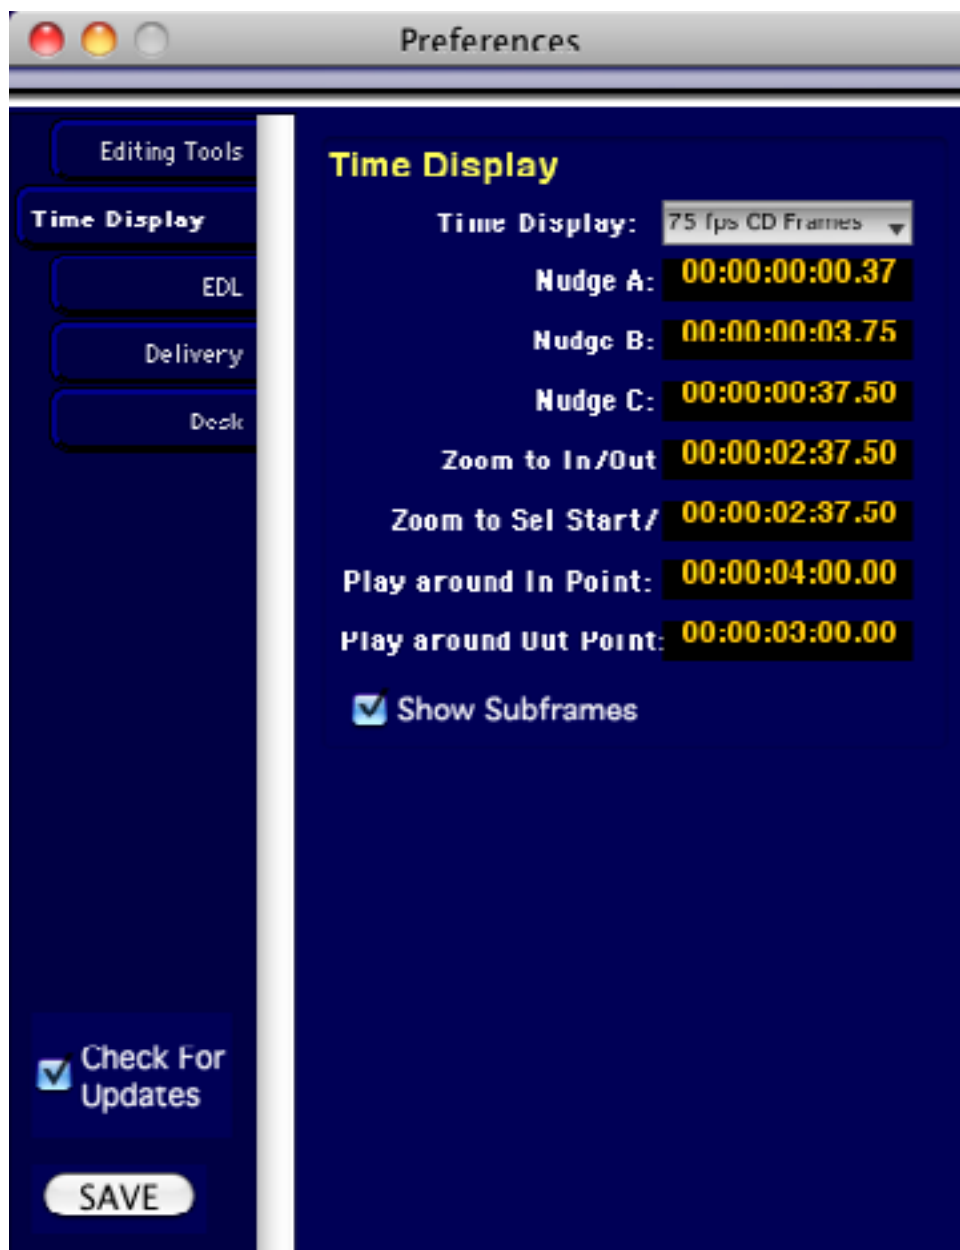 Preferences
Editing Tools
Time Display
EDL
Delivery
Desk
Time Display
Time Display: 75 fps CD Frames
Nudge A: 00:00:00:00.37
Nudge B: 00:00:00:03.75
Nudge C: 00:00:00:37.50
Zoom to In/Out 00:00:02:37.50
Zoom to Sel Start/ 00:00:02:37.50
Play around In Point: 00:00:04:00.00
Play around Out Point: 00:00:03:00.00
Show Subframes
Check For
Updates
SAVE